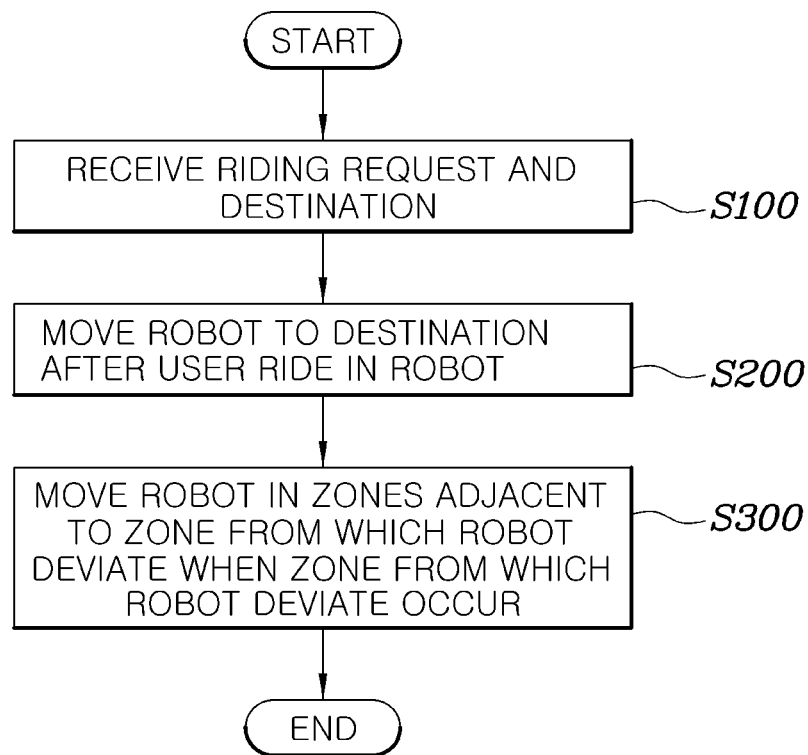 START
RECEIVE RIDING REQUEST AND
DESTINATION
S100
MOVE ROBOT TO DESTINATION
AFTER USER RIDE IN ROBOT
S200
MOVE ROBOT IN ZONES ADJACENT
TO ZONE FROM WHICH ROBOT
DEVIATE WHEN ZONE FROM WHICH
ROBOT DEVIATE OCCUR
S300
END